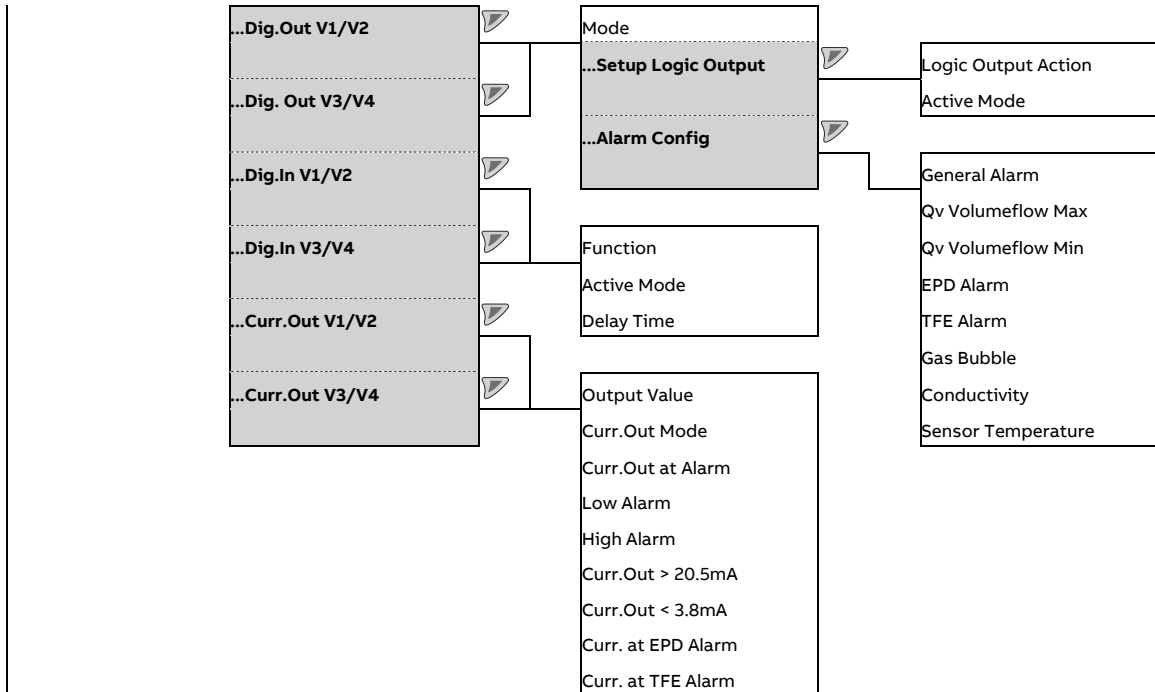 ...Dig.Out V1/V2
...Dig. Out V3/V4
...Dig.In V1/V2
...Dig.In V3/V4
...Curr.Out V1/V2
...Curr.Out V3/V4
Mode
...Setup Logic Output
...Alarm Config
Function
Active Mode
Delay Time
Output Value
Curr.Out Mode
Curr.Out at Alarm
Low Alarm
High Alarm
Curr.Out > 20.5mA
Curr.Out < 3.8mA
Curr. at EPD Alarm
Curr. at TFE Alarm
Logic Output Action
Active Mode
General Alarm
Qv Volumeflow Max
Qv Volumeflow Min
EPD Alarm
TFE Alarm
Gas Bubble
Conductivity
Sensor Temperature